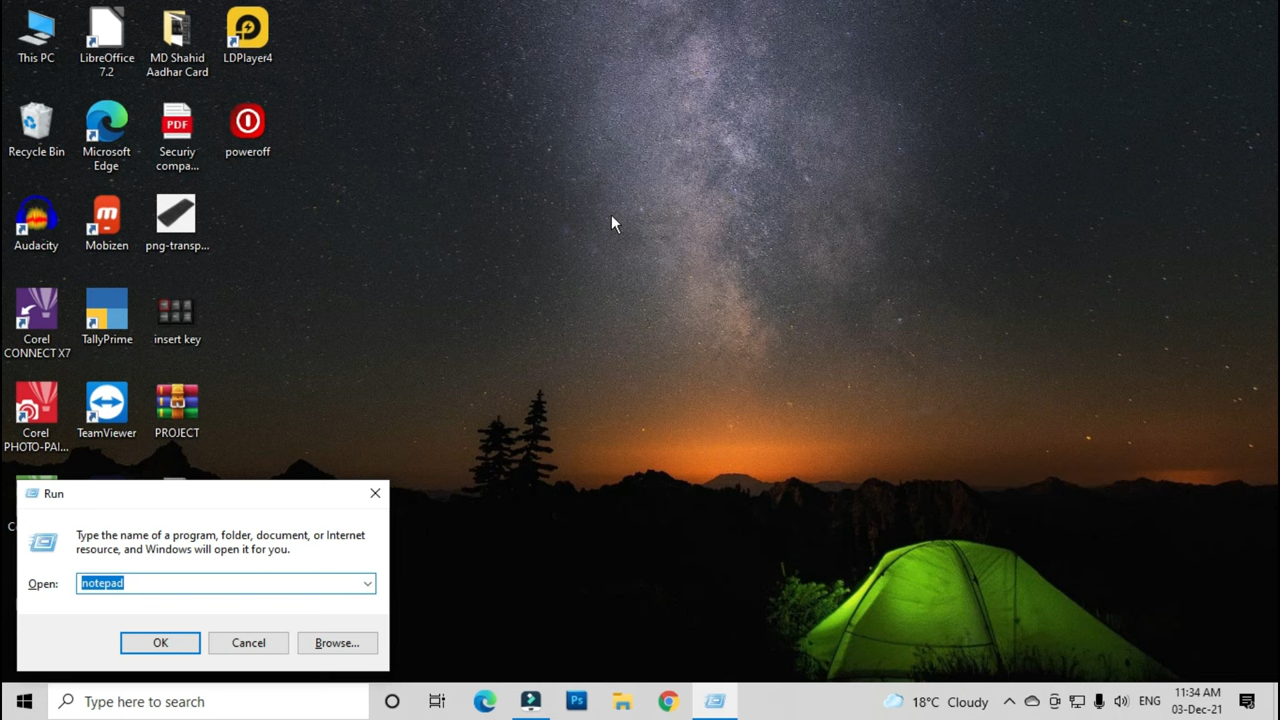 This PC
LibreOffice
7.2
MD Shahid
Aadhar Card
LDPlayer4
Recycle Bin
Microsoft
Edge
PDF
Securiy
compa...
poweroff
Audacity
Mobizen
png-transp...
Corel
CONNECT X7
TallyPrime
insert key
Corel
PHOTO-PAI...
TeamViewer
PROJECT
Run
Type the name of a program, folder, document, or Internet
resource, and Windows will open it for you.
Open:
notepad
OK
Cancel
Browse...
Type here to search
Ps
18°C Cloudy
ENG
11:34 AM
03-Dec-21